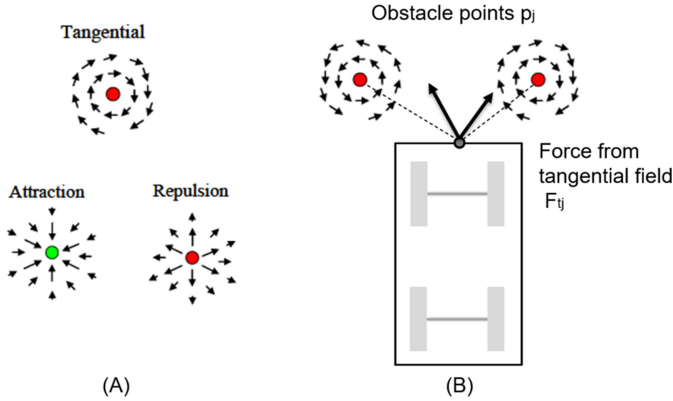 Tangential
Attraction
Repulsion
(A)
Obstacle points pj
Force from
tangential field
Ftj
(B)